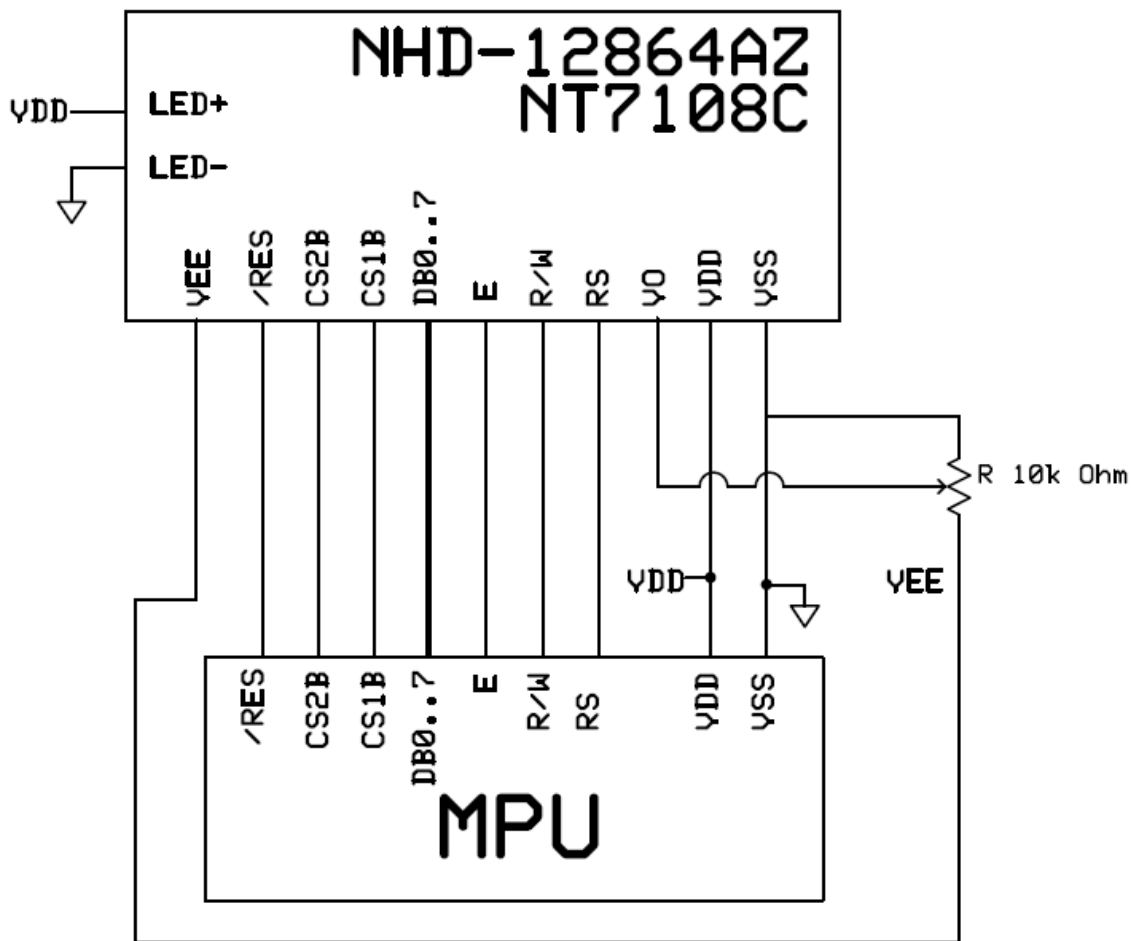 NHD-12864AZ
NT7108C
VDD
LED+
LED-
VEE
/RES
CS2B
CS1B
DB0..7
E
R/W
RS
VO
VDD
VSS
R 10k Ohm
VDD
VEE
/RES
CS2B
CS1B
DB0..7
E
R/W
RS
VDD
VSS
MPU